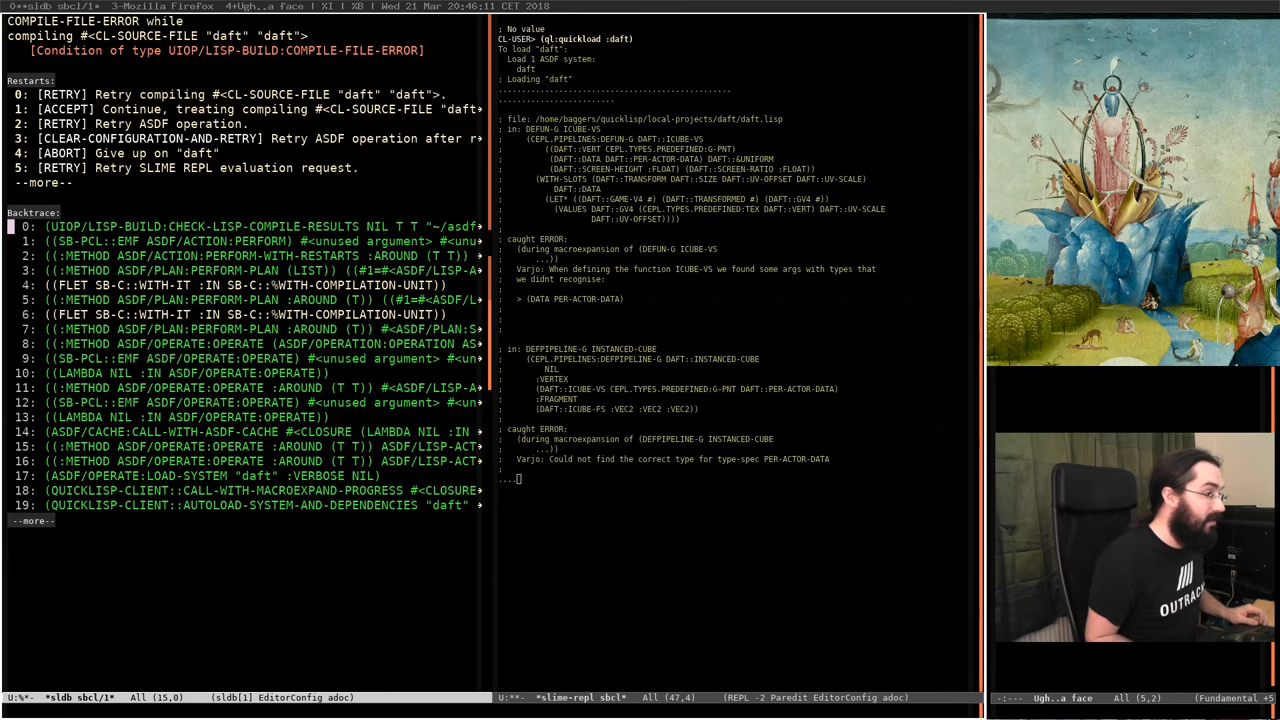 0**sldb sbcl/1*  3-Mozilla Firefox  4+Ugh..a face | %I | %B | Wed 21 Mar 20:46:11 CET 2018
COMPILE-FILE-ERROR while
compiling #<CL-SOURCE-FILE "daft" "daft">
   [Condition of type UIOP/LISP-BUILD:COMPILE-FILE-ERROR]
Restarts:
 0: [RETRY] Retry compiling #<CL-SOURCE-FILE "daft" "daft">.
 1: [ACCEPT] Continue, treating compiling #<CL-SOURCE-FILE "daft
 2: [RETRY] Retry ASDF operation.
 3: [CLEAR-CONFIGURATION-AND-RETRY] Retry ASDF operation after r
 4: [ABORT] Give up on "daft"
 5: [RETRY] Retry SLIME REPL evaluation request.
 --more--
Backtrace:
 0: (UIOP/LISP-BUILD:CHECK-LISP-COMPILE-RESULTS NIL T T "~/asdf
 1: ((SB-PCL::EMF ASDF/ACTION:PERFORM) #<unused argument> #<unu
 2: ((:METHOD ASDF/ACTION:PERFORM-WITH-RESTARTS :AROUND (T T))
 3: ((:METHOD ASDF/PLAN:PERFORM-PLAN (LIST)) ((#1=#<ASDF/LISP-A
 4: ((FLET SB-C::WITH-IT :IN SB-C::%WITH-COMPILATION-UNIT))
 5: ((:METHOD ASDF/PLAN:PERFORM-PLAN :AROUND (T)) ((#1=#<ASDF/L
 6: ((FLET SB-C::WITH-IT :IN SB-C::%WITH-COMPILATION-UNIT))
 7: ((:METHOD ASDF/PLAN:PERFORM-PLAN :AROUND (T)) #<ASDF/PLAN:S
 8: ((:METHOD ASDF/OPERATE:OPERATE (ASDF/OPERATION:OPERATION AS
 9: ((SB-PCL::EMF ASDF/OPERATE:OPERATE) #<unused argument> #<un
10: ((LAMBDA NIL :IN ASDF/OPERATE:OPERATE))
11: ((:METHOD ASDF/OPERATE:OPERATE :AROUND (T T)) #<ASDF/LISP-A
12: ((SB-PCL::EMF ASDF/OPERATE:OPERATE) #<unused argument> #<un
13: ((LAMBDA NIL :IN ASDF/OPERATE:OPERATE))
14: (ASDF/CACHE:CALL-WITH-ASDF-CACHE #<CLOSURE (LAMBDA NIL :IN
15: ((:METHOD ASDF/OPERATE:OPERATE :AROUND (T T)) ASDF/LISP-ACT
16: ((:METHOD ASDF/OPERATE:OPERATE :AROUND (T T)) ASDF/LISP-ACT
17: (ASDF/OPERATE:LOAD-SYSTEM "daft" :VERBOSE NIL)
18: (QUICKLISP-CLIENT::CALL-WITH-MACROEXPAND-PROGRESS #<CLOSURE
19: (QUICKLISP-CLIENT::AUTOLOAD-SYSTEM-AND-DEPENDENCIES "daft"
 --more--
U:%*-  *sldb sbcl/1*   All (15,0)     (sldb[1] EditorConfig adoc)
; No value
CL-USER> (ql:quickload :daft)
To load "daft":
  Load 1 ASDF system:
    daft
; Loading "daft"
..................................................
.........................
; file: /home/baggers/quicklisp/local-projects/daft/daft.lisp
; in: DEFUN-G ICUBE-VS
;     (CEPL.PIPELINES:DEFUN-G DAFT::ICUBE-VS
;         ((DAFT::VERT CEPL.TYPES.PREDEFINED:G-PNT)
;          (DAFT::DATA DAFT::PER-ACTOR-DATA) DAFT::&UNIFORM
;          (DAFT::SCREEN-HEIGHT :FLOAT) (DAFT::SCREEN-RATIO :FLOAT))
;       (WITH-SLOTS (DAFT::TRANSFORM DAFT::SIZE DAFT::UV-OFFSET DAFT::UV-SCALE)
;           DAFT::DATA
;         (LET* ((DAFT::GAME-V4 #) (DAFT::TRANSFORMED #) (DAFT::GV4 #))
;           (VALUES DAFT::GV4 (CEPL.TYPES.PREDEFINED:TEX DAFT::VERT) DAFT::UV-SCALE
;                   DAFT::UV-OFFSET))))
;
; caught ERROR:
;   (during macroexpansion of (DEFUN-G ICUBE-VS
;       ...))
;   Varjo: When defining the function ICUBE-VS we found some args with types that
;   we didnt recognise:
;
;   > (DATA PER-ACTOR-DATA)
;
;
;
;
; in: DEFPIPELINE-G INSTANCED-CUBE
;     (CEPL.PIPELINES:DEFPIPELINE-G DAFT::INSTANCED-CUBE
;         NIL
;       :VERTEX
;       (DAFT::ICUBE-VS CEPL.TYPES.PREDEFINED:G-PNT DAFT::PER-ACTOR-DATA)
;       :FRAGMENT
;       (DAFT::ICUBE-FS :VEC2 :VEC2 :VEC2))
;
; caught ERROR:
;   (during macroexpansion of (DEFPIPELINE-G INSTANCED-CUBE
;       ...))
;   Varjo: Could not find the correct type for type-spec PER-ACTOR-DATA
;
....
U:**-  *slime-repl sbcl*   All (47,4)     (REPL -2 Paredit EditorConfig adoc)
OUTRAC
-:---  Ugh..a face    All (5,2)     (Fundamental +5